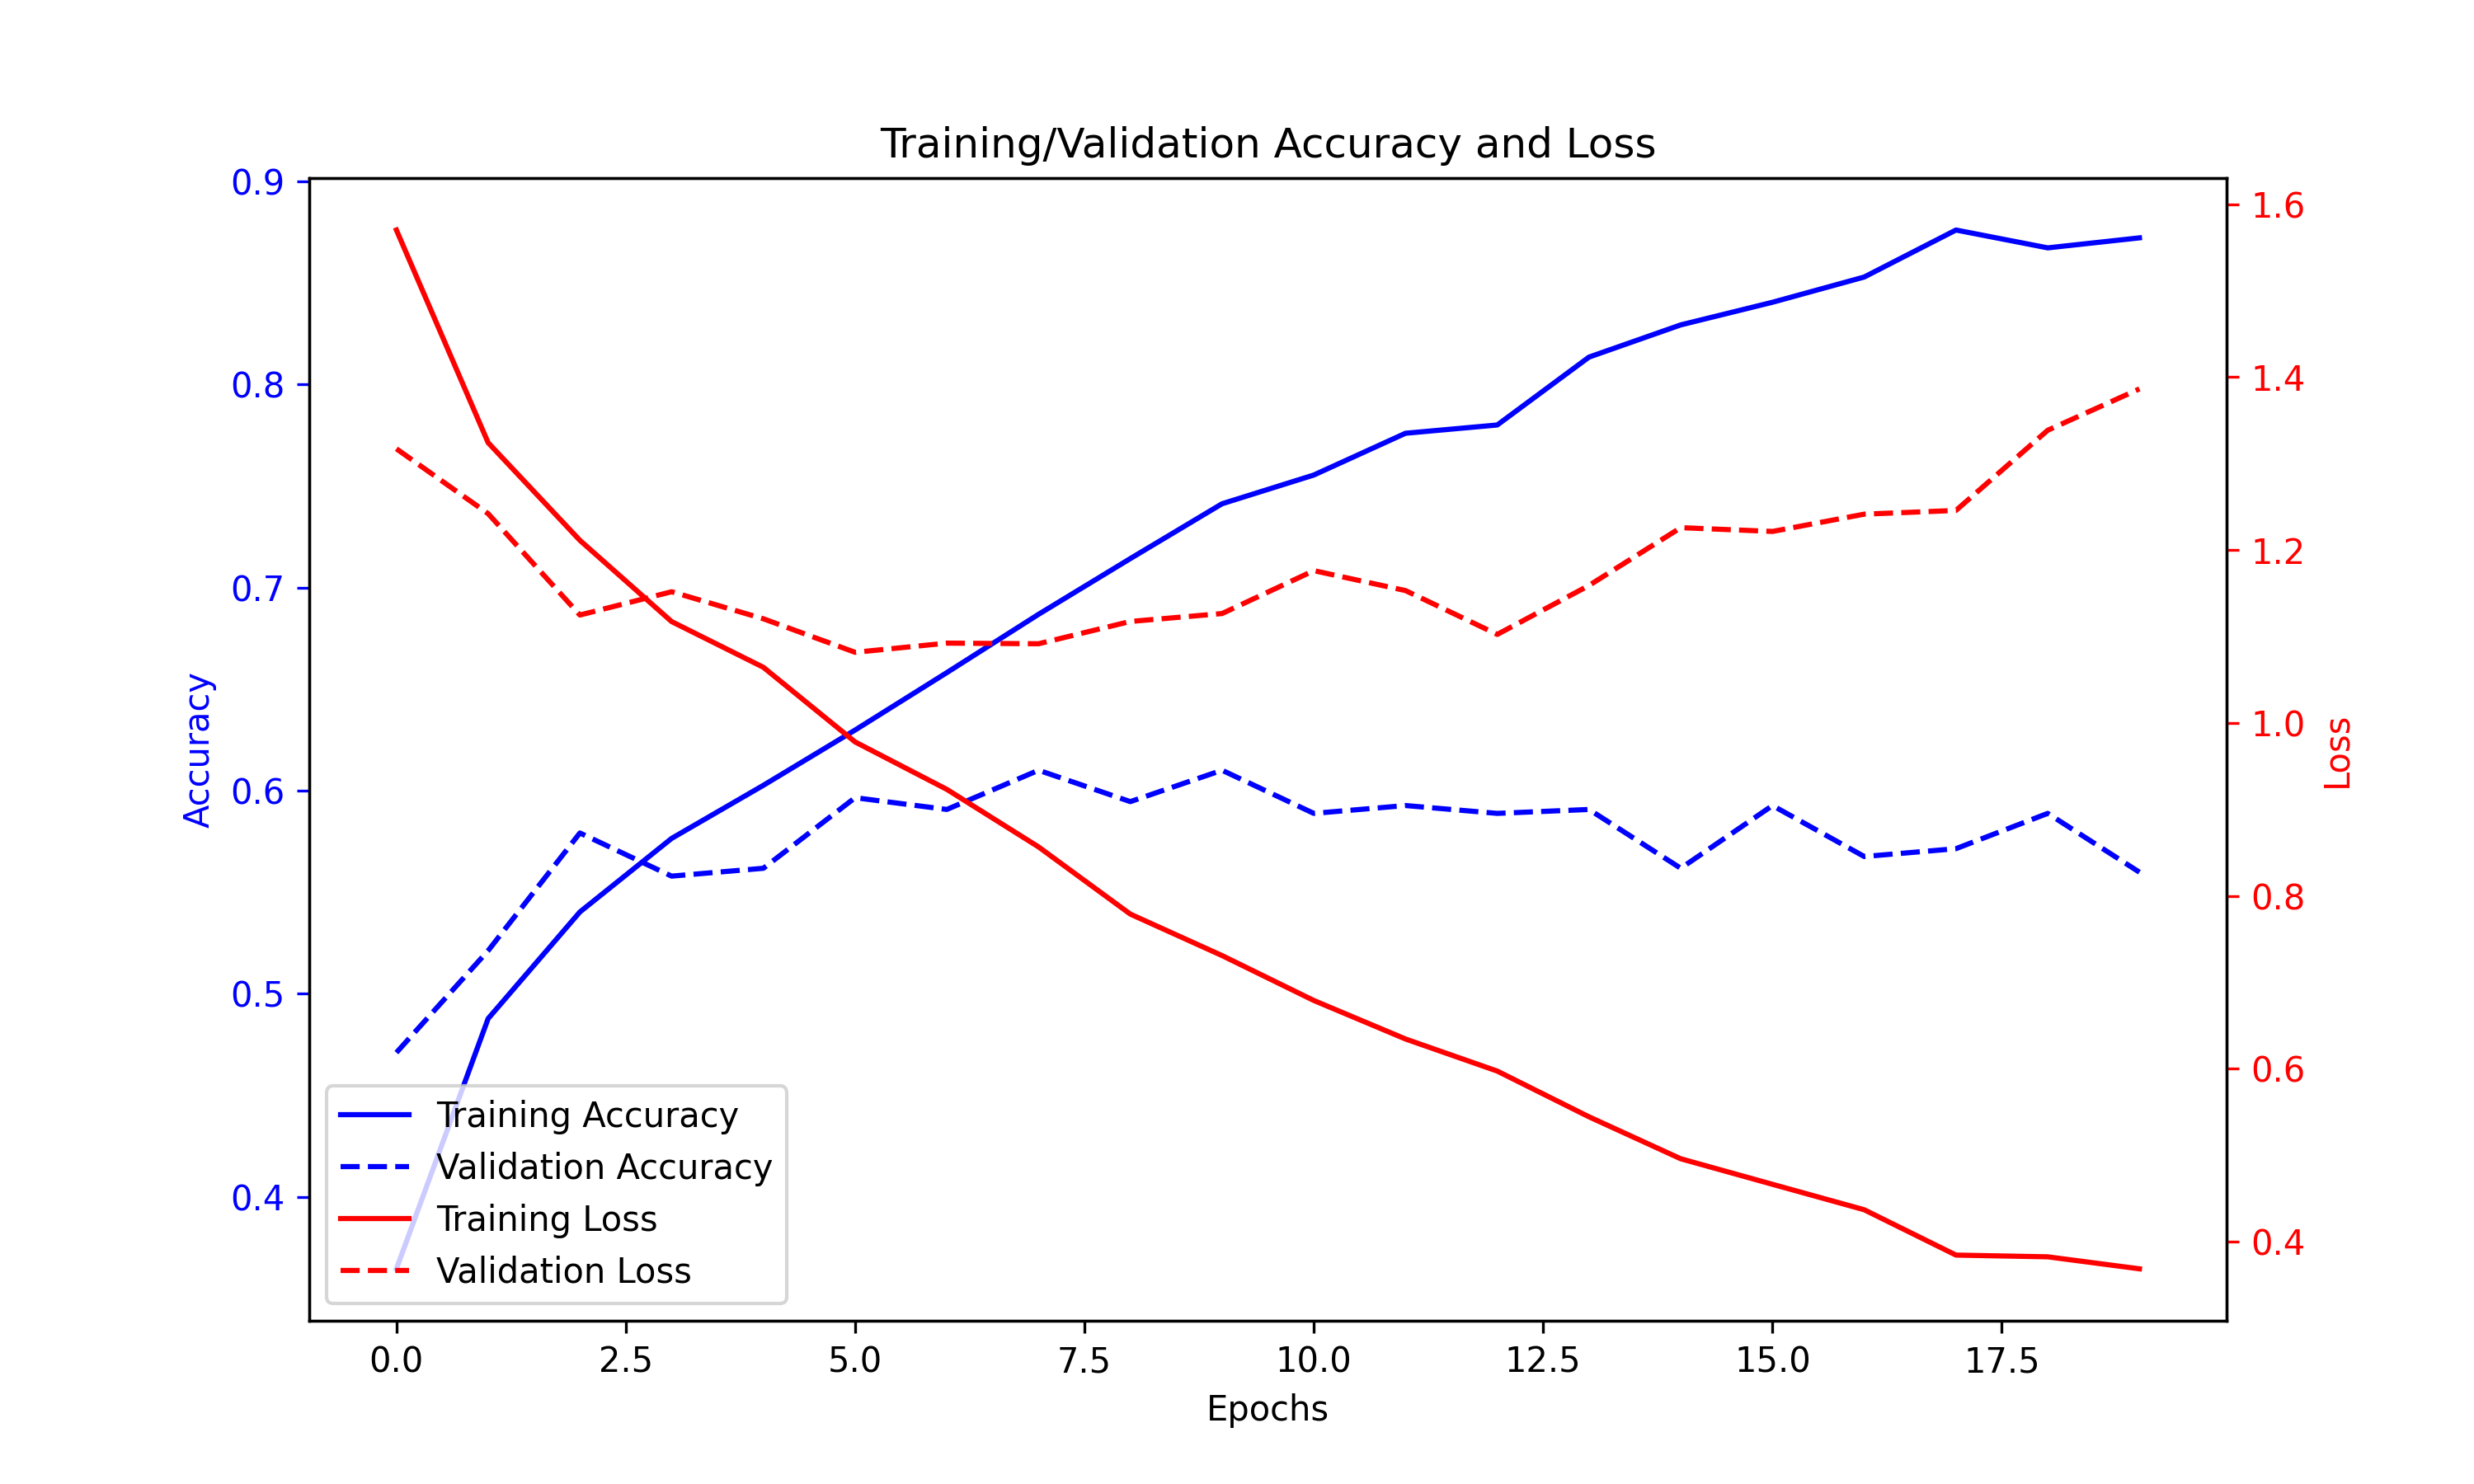 Training/Validation Accuracy and Loss
0.9
0.8
0.7
0.6
0.5
0.4
Accuracy
1.6
1.4
1.2
1.0
0.8
0.6
0.4
Loss
Training Accuracy
Validation Accuracy
Training Loss
Validation Loss
0.0 2.5 5.0 7.5 10.0 12.5 15.0 17.5
Epochs